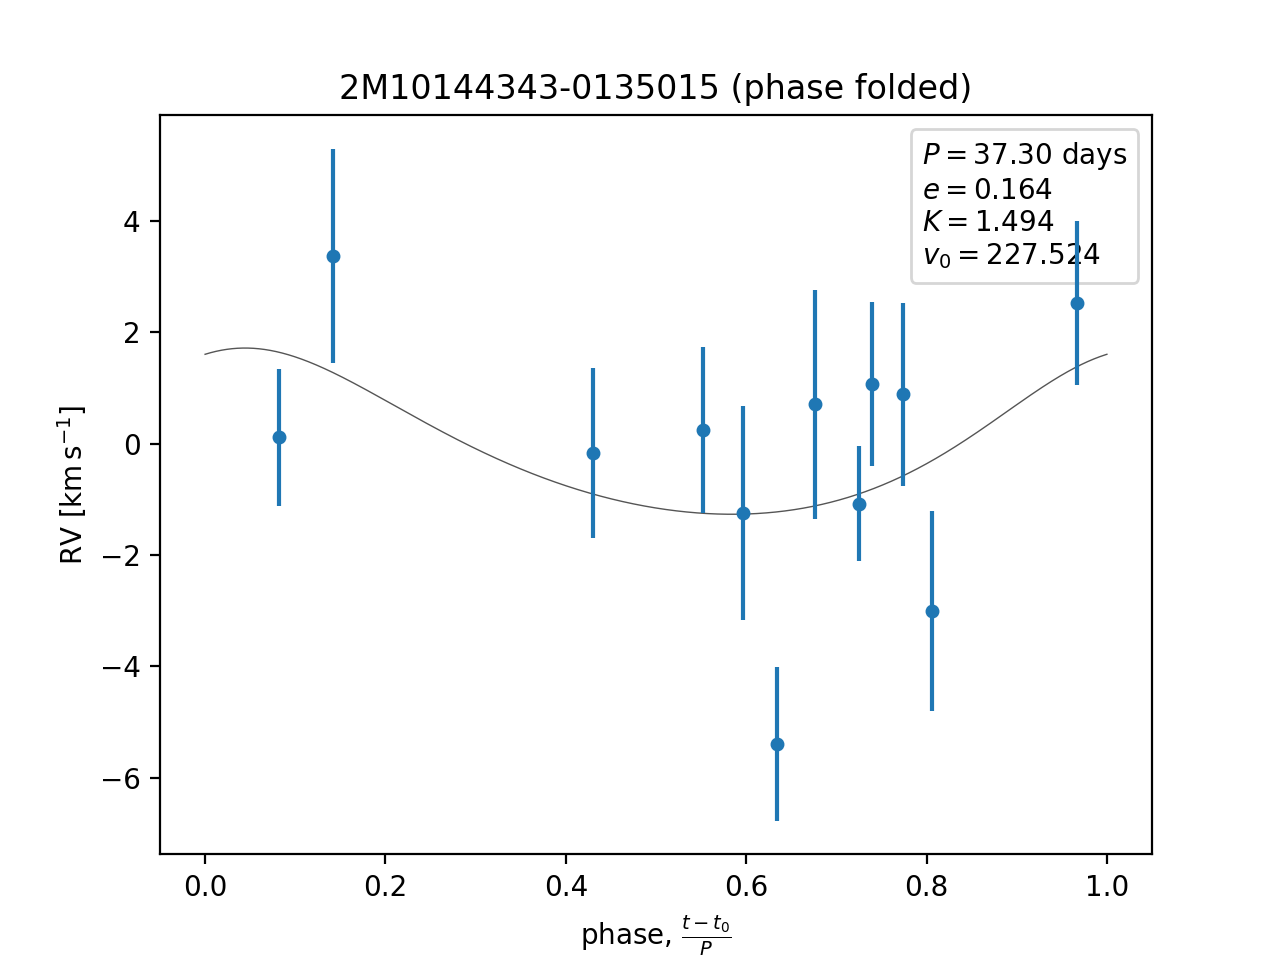 2M10144343-0135015 (phase folded)
P = 37.30 days
e = 0.164
K = 1.494
v₀ = 227.524
4
2
0
−2
−4
−6
RV [km s⁻¹]
0.0 0.2 0.4 0.6 0.8 1.0
phase, (t − t₀)/P